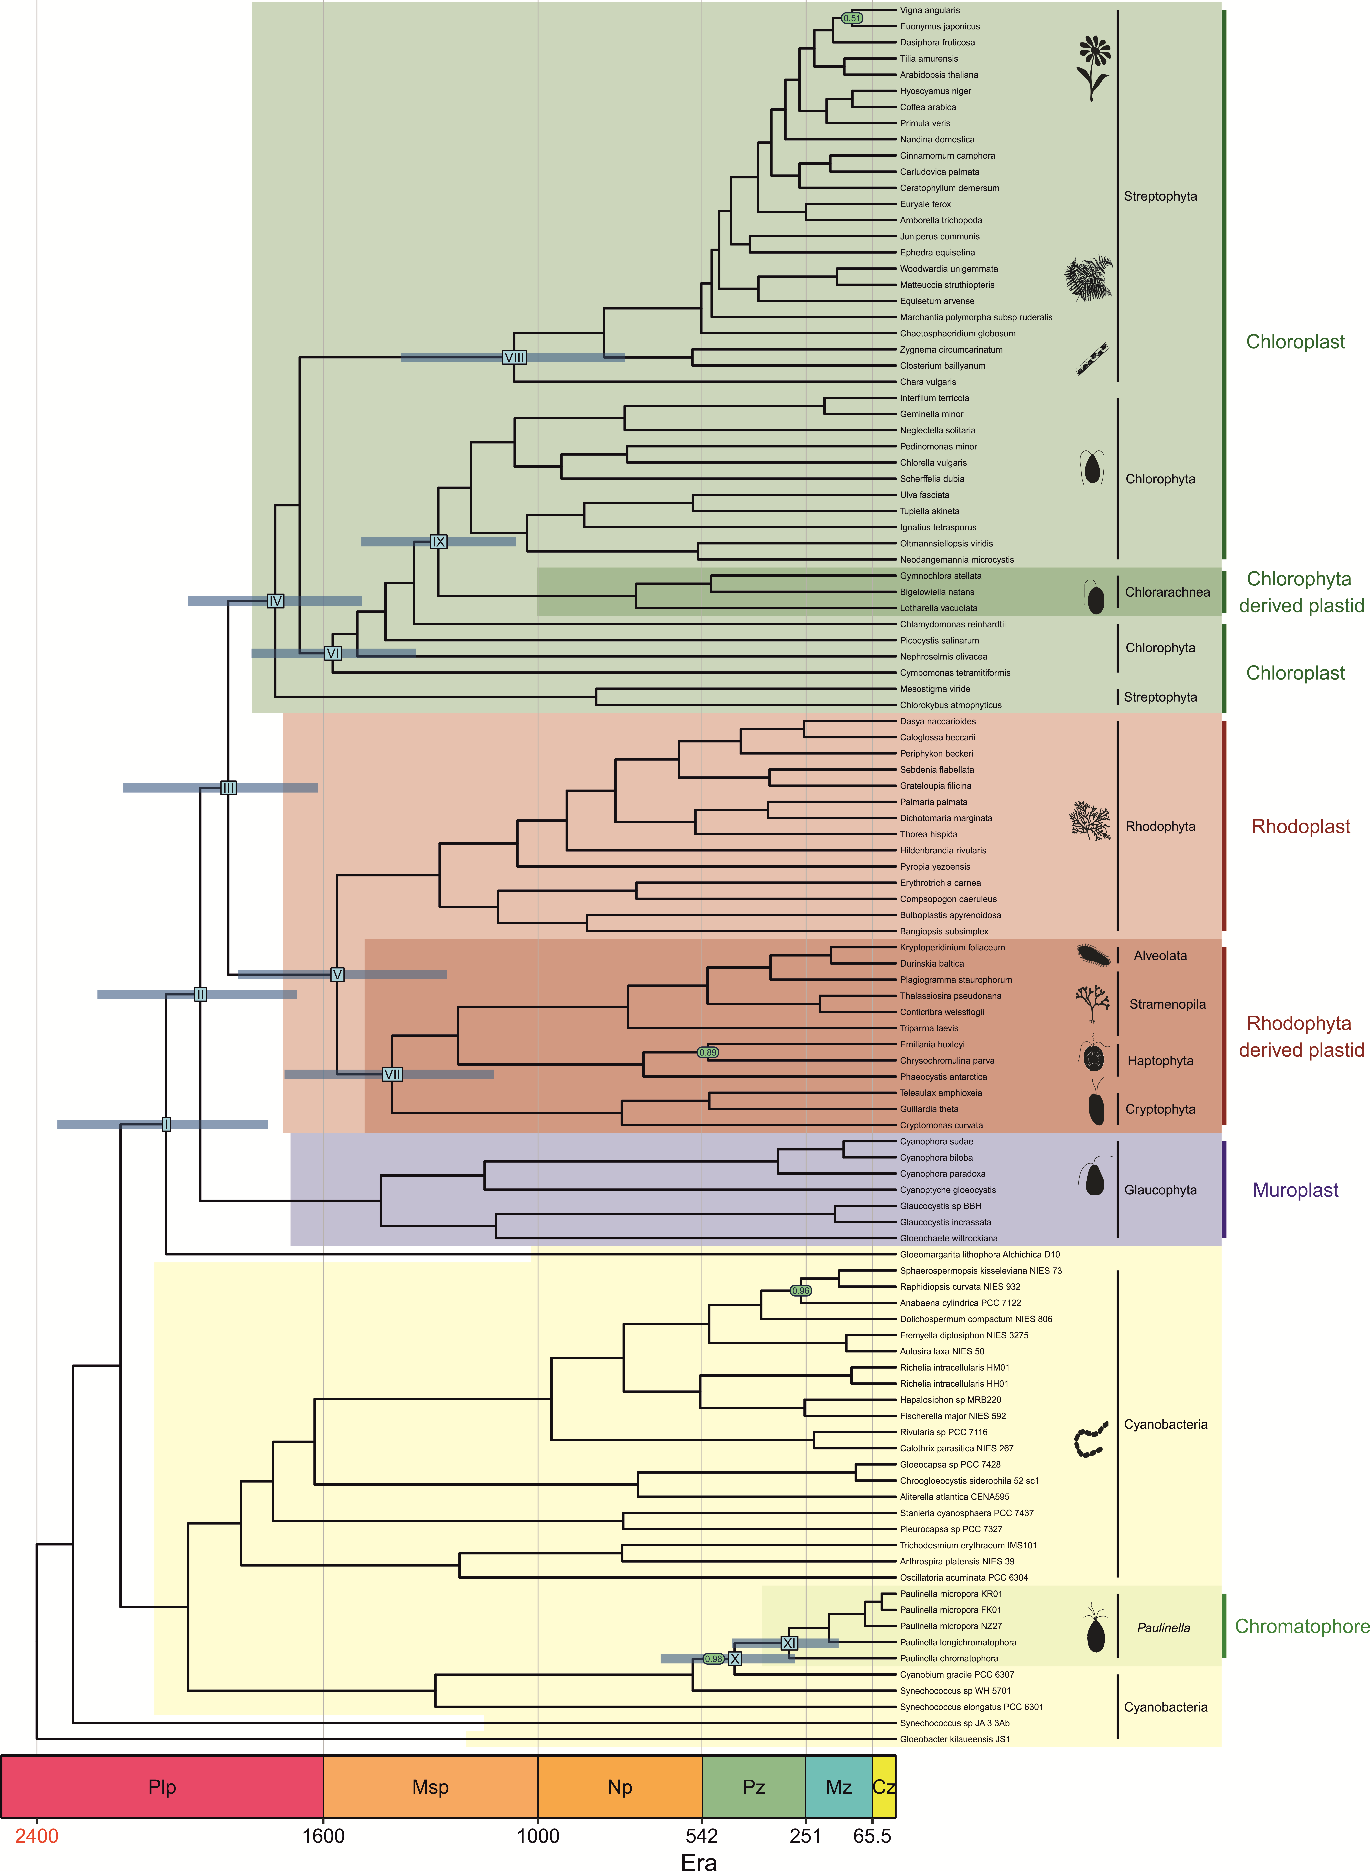 Vigna angularis
0.51
Euonymus japonicus
Dasiphora fruticosa
Tilia amurensis
Arabidopsis thaliana
Hyoscyamus niger
Coffea arabica
Primula veris
Nandina domestica
Cinnamomum camphora
Carludovica palmata
Ceratophyllum demersum
Streptophyta
Euryale ferox
Amborella trichopoda
Juniperus communis
Ephedra equisetina
Woodwardia unigemmata
Matteuccia struthiopteris
Equisetum arvense
Marchantia polymorpha subsp ruderalis
Chaetosphaeridium globosum
Chloroplast
Zygnema circumcarinatum
VIII
Closterium baillyanum
Chara vulgaris
Interfilum terricola
Geminella minor
Neglectella solitaria
Pedinomonas minor
Chlorella vulgaris
Scherffelia dubia
Chlorophyta
Ulva fasciata
Tupiella akineta
Ignatius tetrasporus
IX
Oltmannsiellopsis viridis
Neodangemannia microcystis
Gymnochlora stellata
Chlorophyta
Bigelowiella natans
Chlorarachnea
IV
derived plastid
Lotharella vacuolata
Chlamydomonas reinhardtii
Picocystis salinarum
Chlorophyta
VI
Nephroselmis olivacea
Cymbomonas tetramitiformis
Chloroplast
Mesostigma viride
Streptophyta
Chlorokybus atmophyticus
Dasya naccarioides
Caloglossa beccarii
Periphykon beckeri
Sebdenia flabellata
Grateloupia filicina
III
Palmaria palmata
Dichotomaria marginata
Rhodophyta
Rhodoplast
Thorea hispida
Hildenbrandia rivularis
Pyropia yezoensis
Erythrotrichia carnea
Compsopogon caeruleus
Bulboplastis apyrenoidosa
Bangiopsis subsimplex
Kryptoperidinium foliaceum
Alveolata
Durinskia baltica
V
Plagiogramma staurophorum
II
Thalassiosira pseudonana
Stramenopila
Conticribra weissflogii
Rhodophyta
Triparma laevis
Emiliania huxleyi
derived plastid
0.89
Chrysochromulina parva
Haptophyta
VII
Phaeocystis antarctica
Teleaulax amphioxeia
Guillardia theta
Cryptophyta
I
Cryptomonas curvata
Cyanophora sudae
Cyanophora biloba
Cyanophora paradoxa
Cyanoptyche gloeocystis
Glaucophyta
Muroplast
Glaucocystis sp BBH
Glaucocystis incrassata
Gloeochaete wittrockiana
Gloeomargarita lithophora Alchichica D10
Sphaerospermopsis kisseleviana NIES 73
Raphidiopsis curvata NIES 932
0.96
Anabaena cylindrica PCC 7122
Dolichospermum compactum NIES 806
Fremyella diplosiphon NIES 3275
Aulosira laxa NIES 50
Richelia intracellularis HM01
Richelia intracellularis HH01
Hapalosiphon sp MRB220
Fischerella major NIES 592
Cyanobacteria
Rivularia sp PCC 7116
Calothrix parasitica NIES 267
Gloeocapsa sp PCC 7428
Chroogloeocystis siderophila 52 sc1
Aliterella atlantica CENA595
Stanieria cyanosphaera PCC 7437
Pleurocapsa sp PCC 7327
Trichodesmium erythraeum IMS101
Arthrospira platensis NIES 39
Oscillatoria acuminata PCC 6304
Paulinella micropora KR01
Paulinella micropora FK01
Paulinella micropora NZ27
Paulinella
Chromatophore
XI
Paulinella longichromatophora
0.98
X
Paulinella chromatophora
Cyanobium gracile PCC 6307
Synechococcus sp WH 5701
Cyanobacteria
Synechococcus elongatus PCC 6301
Synechococcus sp JA 3 3Ab
Gloeobacter kilaueensis JS1
Plp
Msp
Np
Pz
Mz
Cz
2400
1600
1000
542
251
65.5
Era